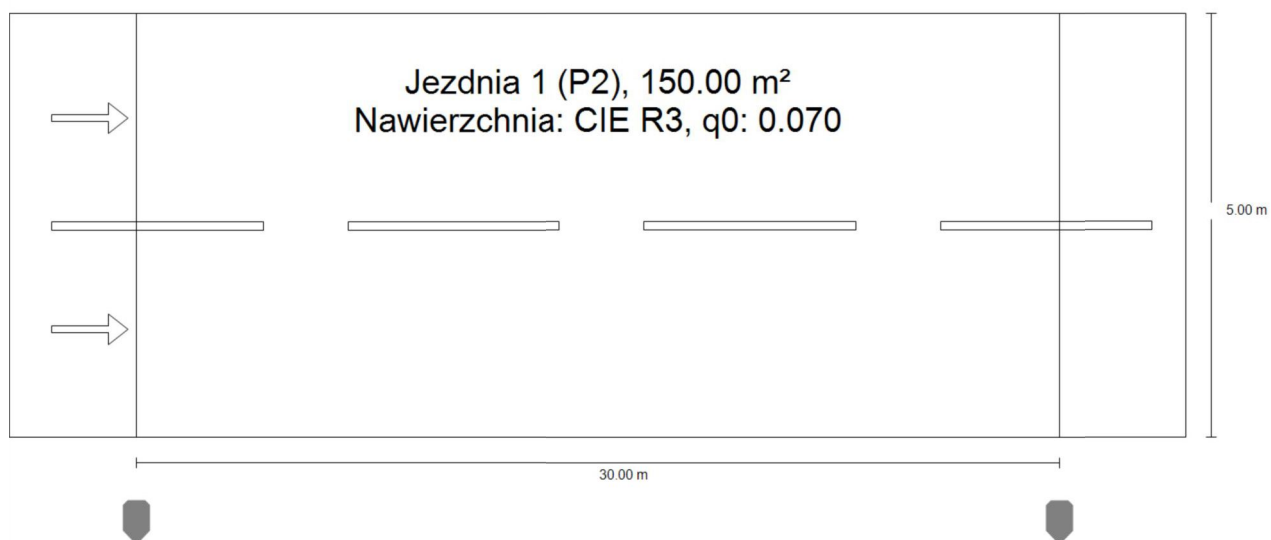 Jezdnia 1 (P2), 150.00 m²
Nawierzchnia: CIE R3, q0: 0.070
5.00 m
30.00 m